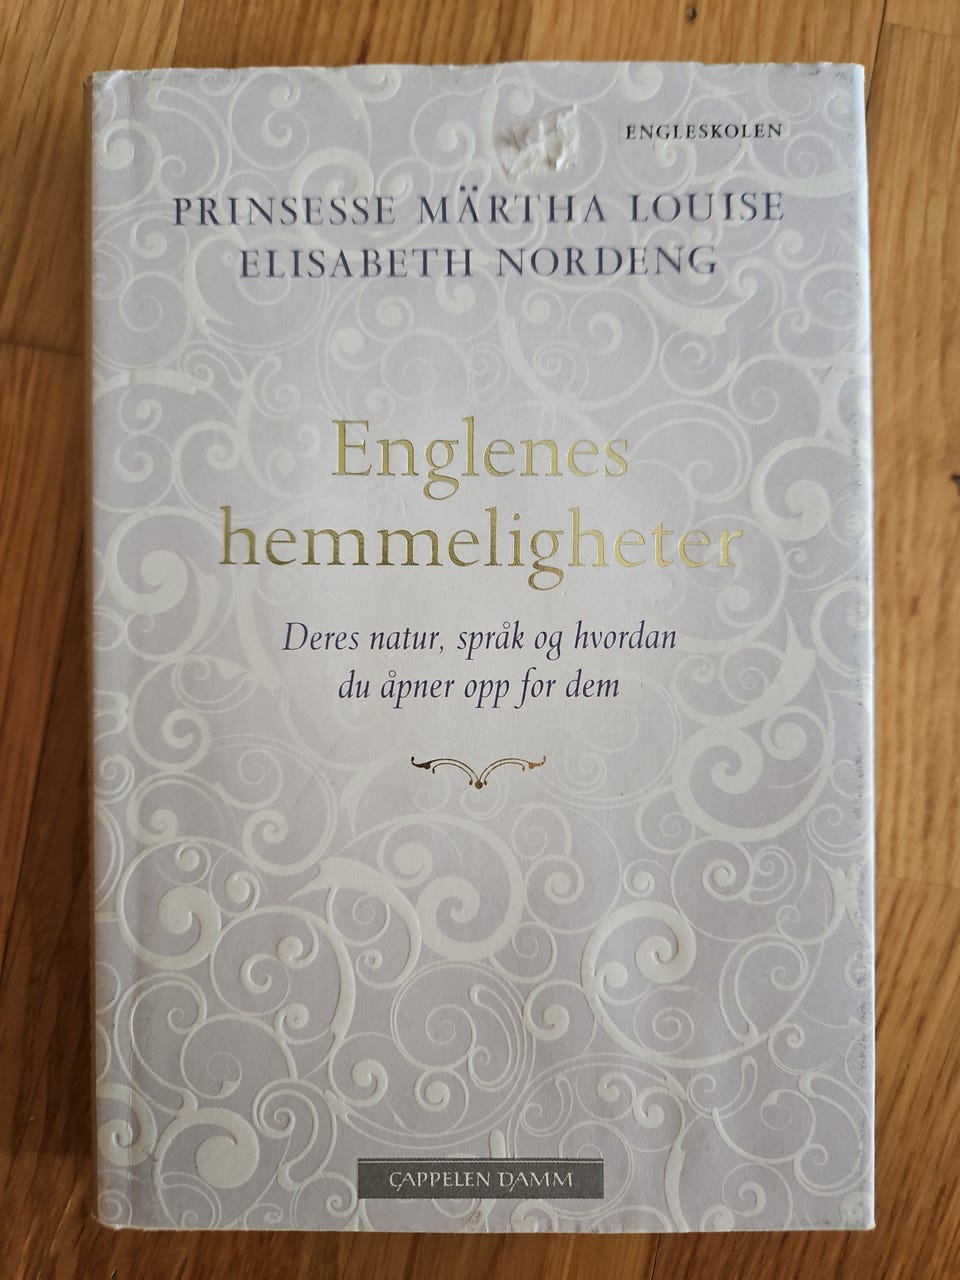 ENGLESKOLEN
PRINSESSE MÄRTHA LOUISE
ELISABETH NORDENG
Englenes
hemmeligheter
Deres natur, språk og hvordan
du åpner opp for dem
CAPPELEN DAMM